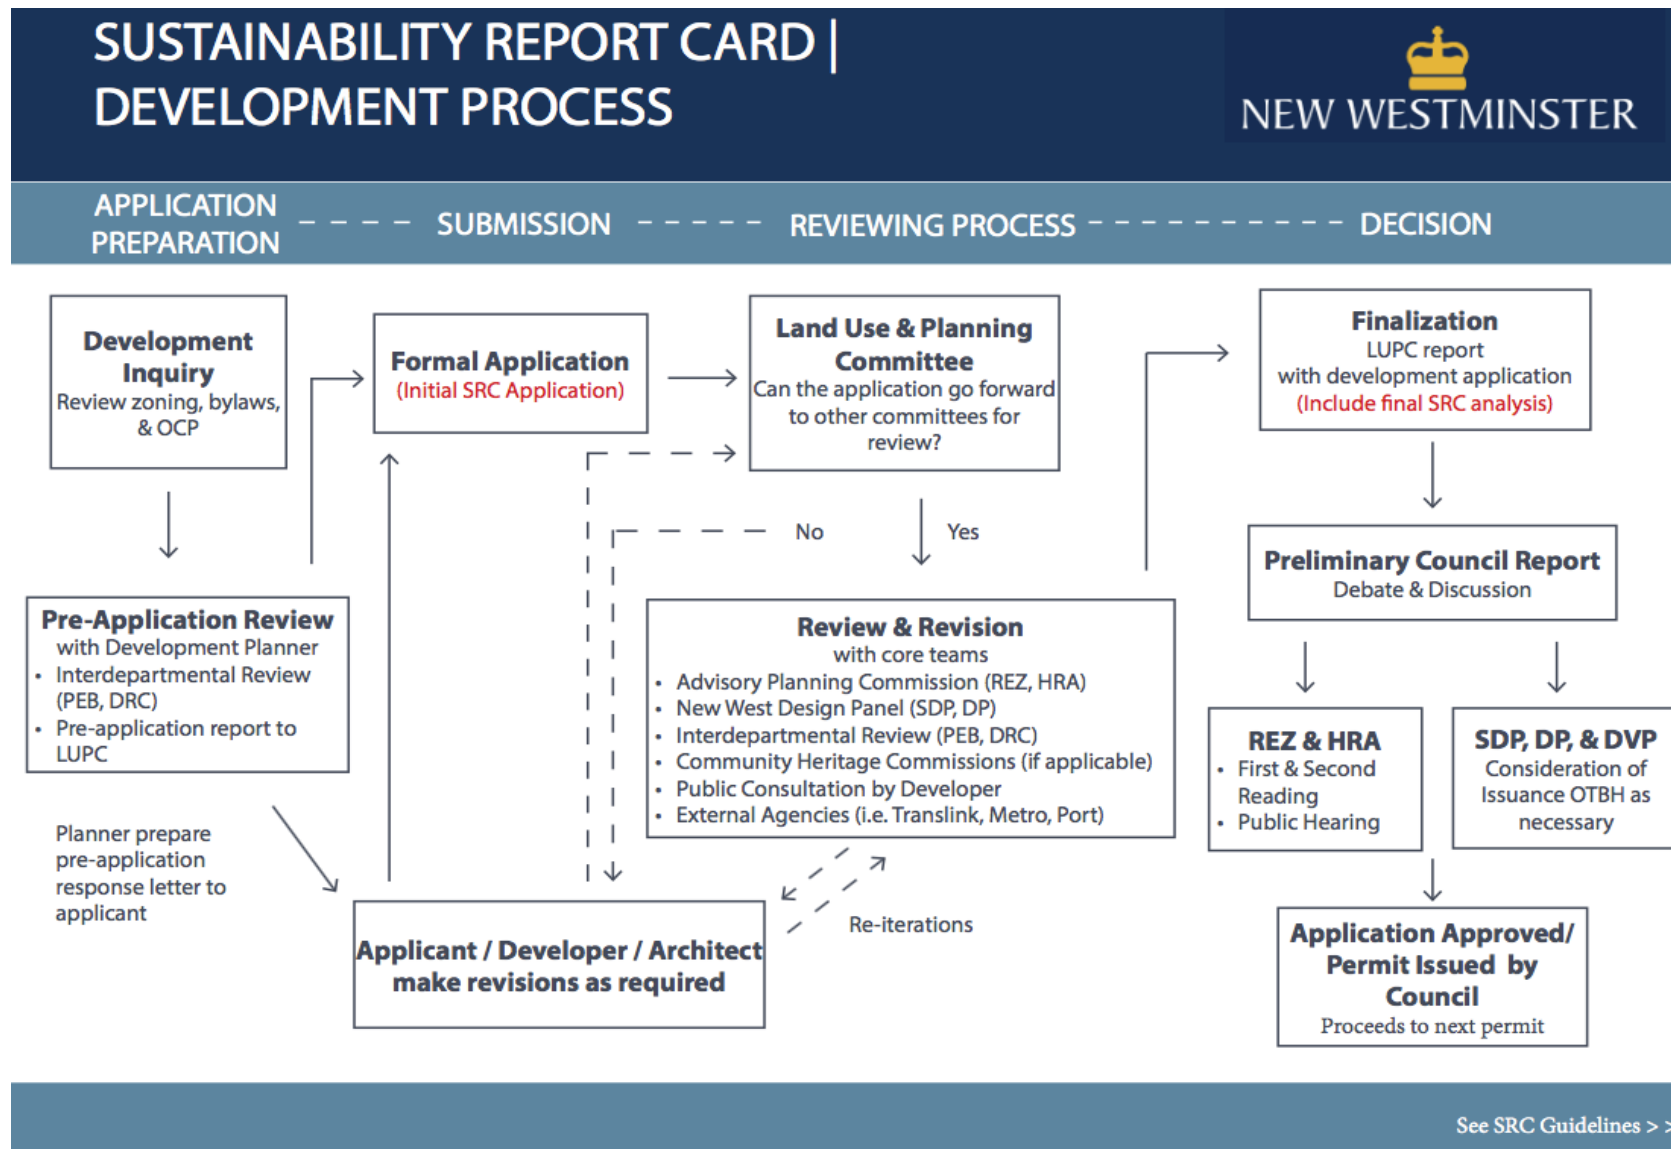 SUSTAINABILITY REPORT CARD |
DEVELOPMENT PROCESS
NEW WESTMINSTER
APPLICATION
PREPARATION
SUBMISSION
REVIEWING PROCESS
DECISION
Development
Inquiry
Review zoning, bylaws,
& OCP
Pre-Application Review
with Development Planner
• Interdepartmental Review
(PEB, DRC)
• Pre-application report to
LUPC
Planner prepare
pre-application
response letter to
applicant
Formal Application
(Initial SRC Application)
Applicant / Developer / Architect
make revisions as required
Land Use & Planning
Committee
Can the application go forward
to other committees for
review?
No
Yes
Review & Revision
with core teams
• Advisory Planning Commission (REZ, HRA)
• New West Design Panel (SDP, DP)
• Interdepartmental Review (PEB, DRC)
• Community Heritage Commissions (if applicable)
• Public Consultation by Developer
• External Agencies (i.e. Translink, Metro, Port)
Re-iterations
Finalization
LUPC report
with development application
(Include final SRC analysis)
Preliminary Council Report
Debate & Discussion
REZ & HRA
• First & Second
Reading
• Public Hearing
SDP, DP, & DVP
Consideration of
Issuance OTBH as
necessary
Application Approved/
Permit Issued by
Council
Proceeds to next permit
See SRC Guidelines > >